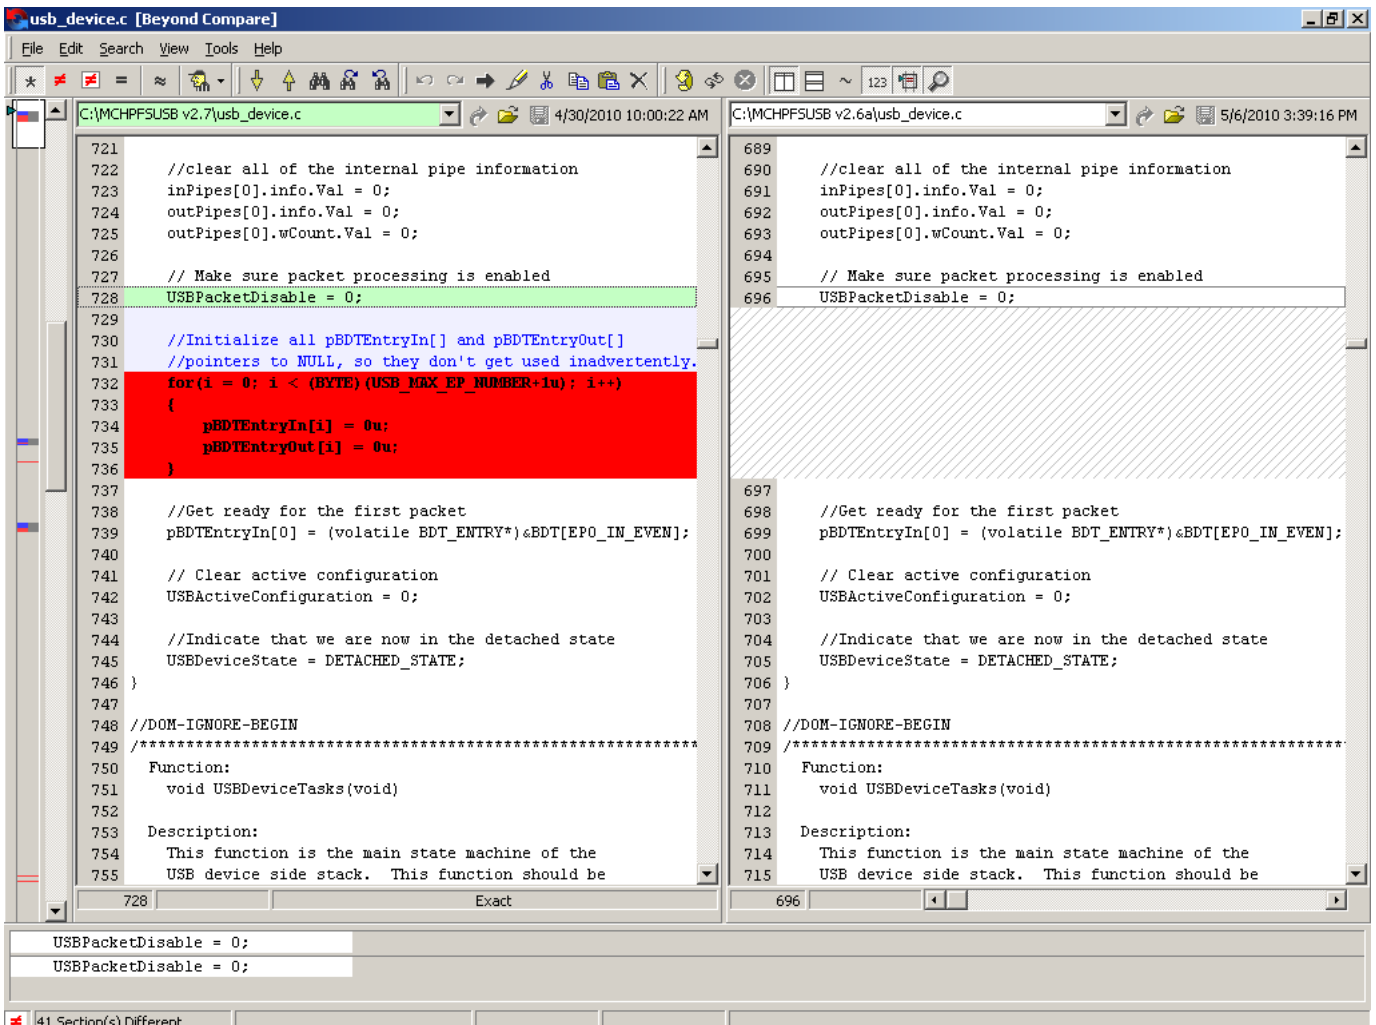 usb_device.c [Beyond Compare]
File Edit Search View Tools Help
123
C:\MCHPFSUSB v2.7\usb_device.c 4/30/2010 10:00:22 AM
721
722 //clear all of the internal pipe information
723 inPipes[0].info.Val = 0;
724 outPipes[0].info.Val = 0;
725 outPipes[0].wCount.Val = 0;
726
727 // Make sure packet processing is enabled
728 USBPacketDisable = 0;
729
730 //Initialize all pBDTEntryIn[] and pBDTEntryOut[]
731 //pointers to NULL, so they don't get used inadvertently.
732 for(i = 0; i < (BYTE)(USB_MAX_EP_NUMBER+1u); i++)
733 {
734 pBDTEntryIn[i] = 0u;
735 pBDTEntryOut[i] = 0u;
736 }
737
738 //Get ready for the first packet
739 pBDTEntryIn[0] = (volatile BDT_ENTRY*)&BDT[EP0_IN_EVEN];
740
741 // Clear active configuration
742 USBActiveConfiguration = 0;
743
744 //Indicate that we are now in the detached state
745 USBDeviceState = DETACHED_STATE;
746 }
747
748 //DOM-IGNORE-BEGIN
749 /************************************************************
750 Function:
751 void USBDeviceTasks(void)
752
753 Description:
754 This function is the main state machine of the
755 USB device side stack.  This function should be
728 Exact
C:\MCHPFSUSB v2.6a\usb_device.c 5/6/2010 3:39:16 PM
689
690 //clear all of the internal pipe information
691 inPipes[0].info.Val = 0;
692 outPipes[0].info.Val = 0;
693 outPipes[0].wCount.Val = 0;
694
695 // Make sure packet processing is enabled
696 USBPacketDisable = 0;
697
698 //Get ready for the first packet
699 pBDTEntryIn[0] = (volatile BDT_ENTRY*)&BDT[EP0_IN_EVEN];
700
701 // Clear active configuration
702 USBActiveConfiguration = 0;
703
704 //Indicate that we are now in the detached state
705 USBDeviceState = DETACHED_STATE;
706 }
707
708 //DOM-IGNORE-BEGIN
709 /************************************************************
710 Function:
711 void USBDeviceTasks(void)
712
713 Description:
714 This function is the main state machine of the
715 USB device side stack.  This function should be
696
USBPacketDisable = 0;
USBPacketDisable = 0;
41 Section(s) Different